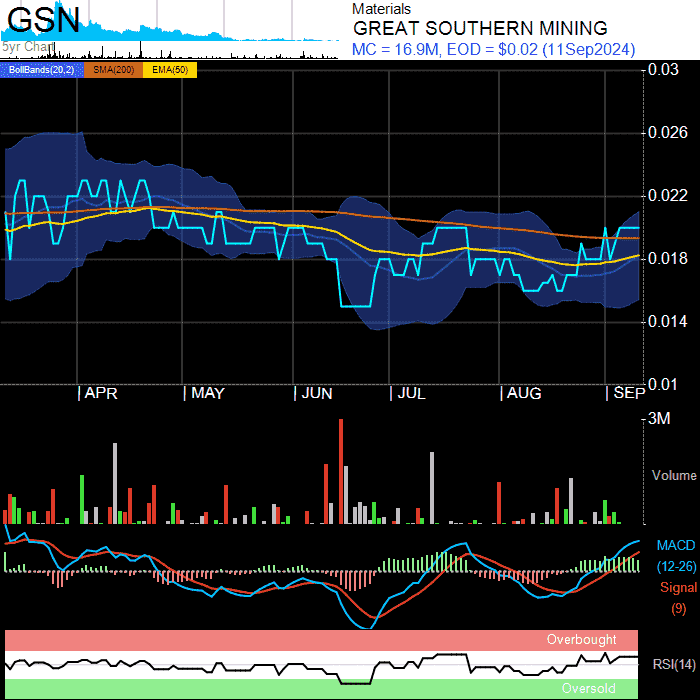 GSN
5yr Chart
Materials
GREAT SOUTHERN MINING
MC = 16.9M, EOD = $0.02 (11Sep2024)
BollBands(20,2) SMA(200) EMA(50)
0.03
0.026
0.022
0.018
0.014
0.01
APR MAY JUN JUL AUG SEP
3M
Volume
MACD
(12-26)
Signal
(9)
Overbought
RSI(14)
Oversold